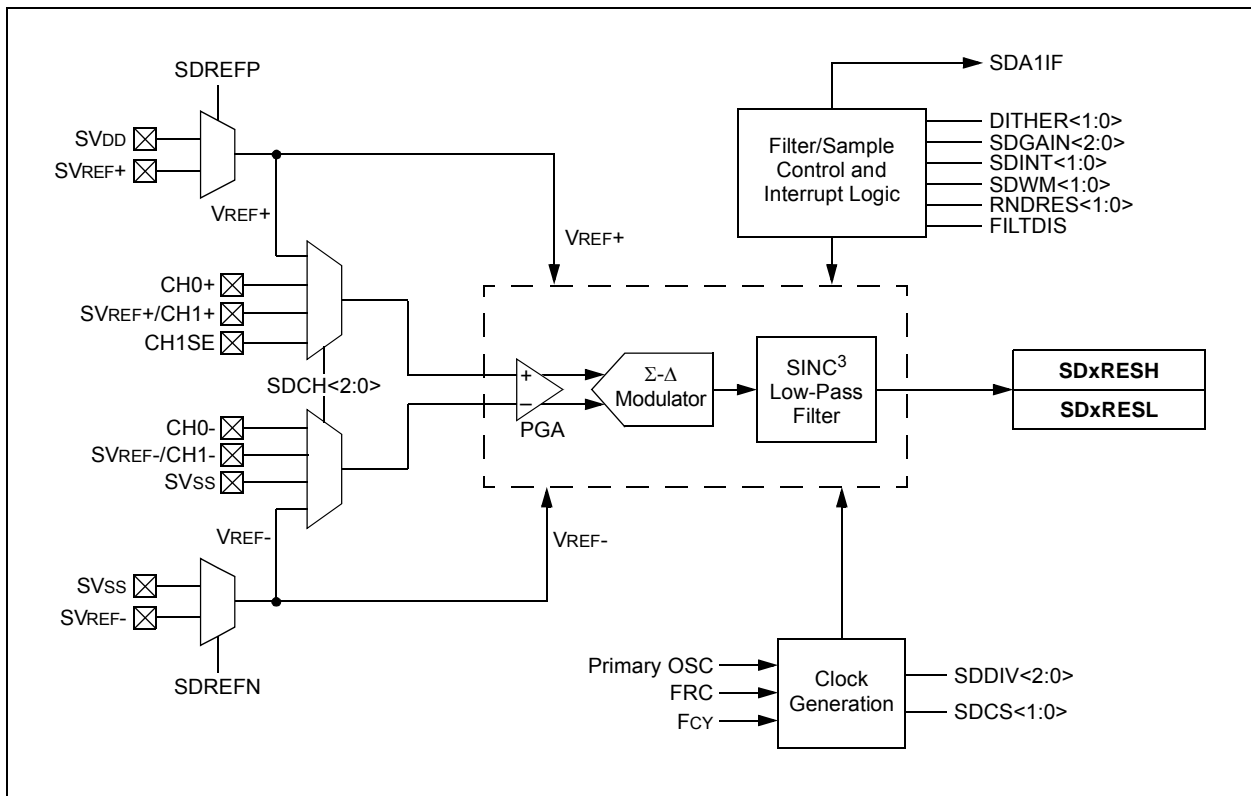 SDREFP
SVDD
SVREF+
VREF+
CH0+
SVREF+/CH1+
CH1SE
SDCH<2:0>
CH0-
SVREF-/CH1-
SVSS
VREF-
SVSS
SVREF-
SDREFN
VREF+
+
−
PGA
Σ-Δ
Modulator
SINC³
Low-Pass
Filter
VREF-
SDA1IF
Filter/Sample
Control and
Interrupt Logic
DITHER<1:0>
SDGAIN<2:0>
SDINT<1:0>
SDWM<1:0>
RNDRES<1:0>
FILTDIS
SDxRESH
SDxRESL
Primary OSC
FRC
FCY
Clock
Generation
SDDIV<2:0>
SDCS<1:0>